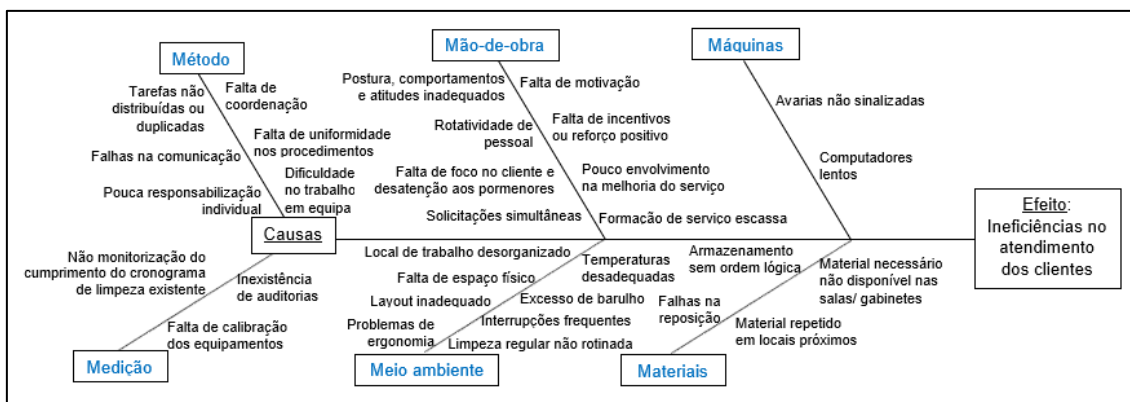 Método
Tarefas não
distribuídas ou
duplicadas
Falta de
coordenação
Falhas na comunicação
Falta de uniformidade
nos procedimentos
Pouca responsabilização
individual
Dificuldade
no trabalho
em equipa
Mão-de-obra
Postura, comportamentos
e atitudes inadequados
Falta de motivação
Rotatividade de
pessoal
Falta de incentivos
ou reforço positivo
Falta de foco no cliente e
desatenção aos pormenores
Pouco envolvimento
na melhoria do serviço
Solicitações simultâneas
Formação de serviço escassa
Máquinas
Avarias não sinalizadas
Computadores
lentos
Causas
Efeito:
Ineficiências no
atendimento
dos clientes
Não monitorização do
cumprimento do cronograma
de limpeza existente
Inexistência
de auditorias
Falta de calibração
dos equipamentos
Medição
Local de trabalho desorganizado
Temperaturas
desadequadas
Falta de espaço físico
Layout inadequado
Excesso de barulho
Problemas de
ergonomia
Interrupções frequentes
Limpeza regular não rotinada
Meio ambiente
Armazenamento
sem ordem lógica
Material necessário
não disponível nas
salas/ gabinetes
Falhas na
reposição
Material repetido
em locais próximos
Materiais